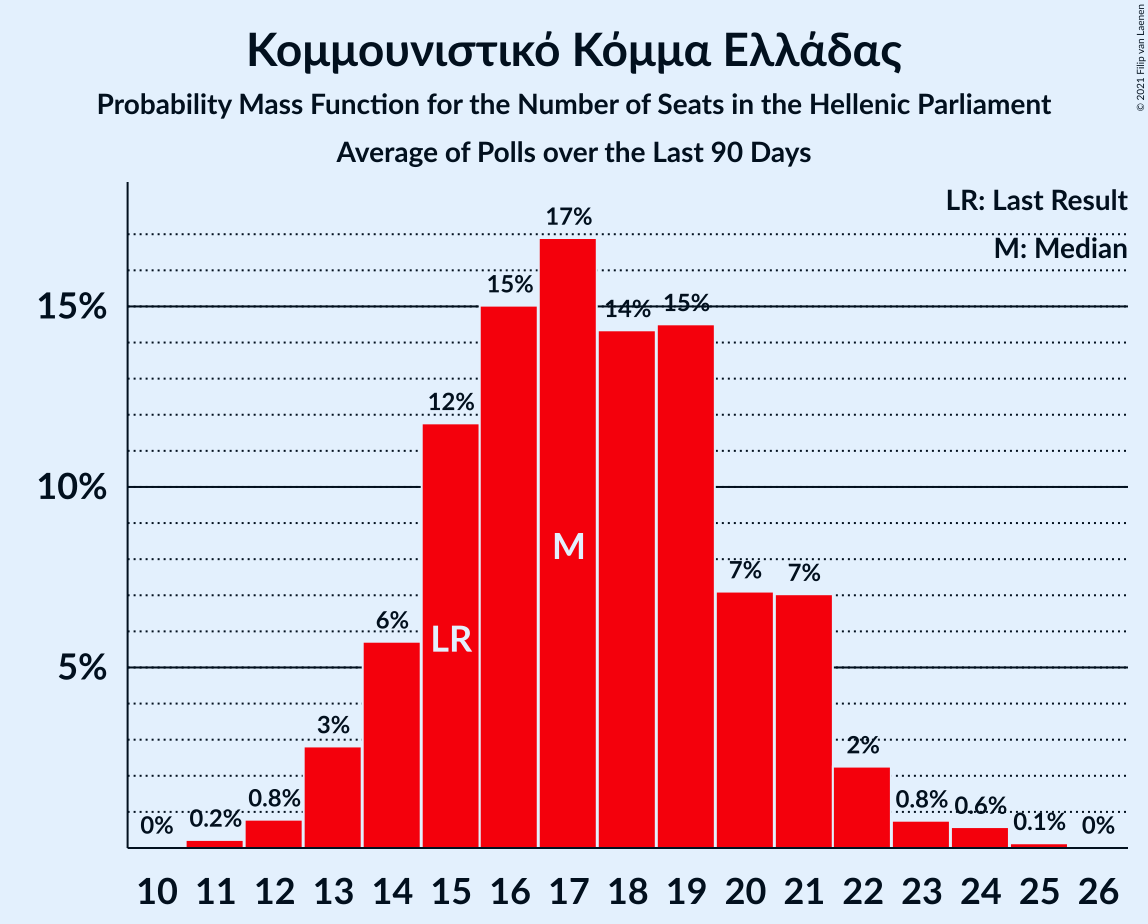 Κομμουνιστικό Κόμμα Ελλάδας
Probability Mass Function for the Number of Seats in the Hellenic Parliament
Average of Polls over the Last 90 Days
© 2021 Filip van Laenen
LR: Last Result
M: Median
15%
10%
5%
0%
0.2%
0.8%
3%
6%
12%
15%
17%
14%
15%
7%
7%
2%
0.8%
0.6%
0.1%
0%
LR
M
10 11 12 13 14 15 16 17 18 19 20 21 22 23 24 25 26